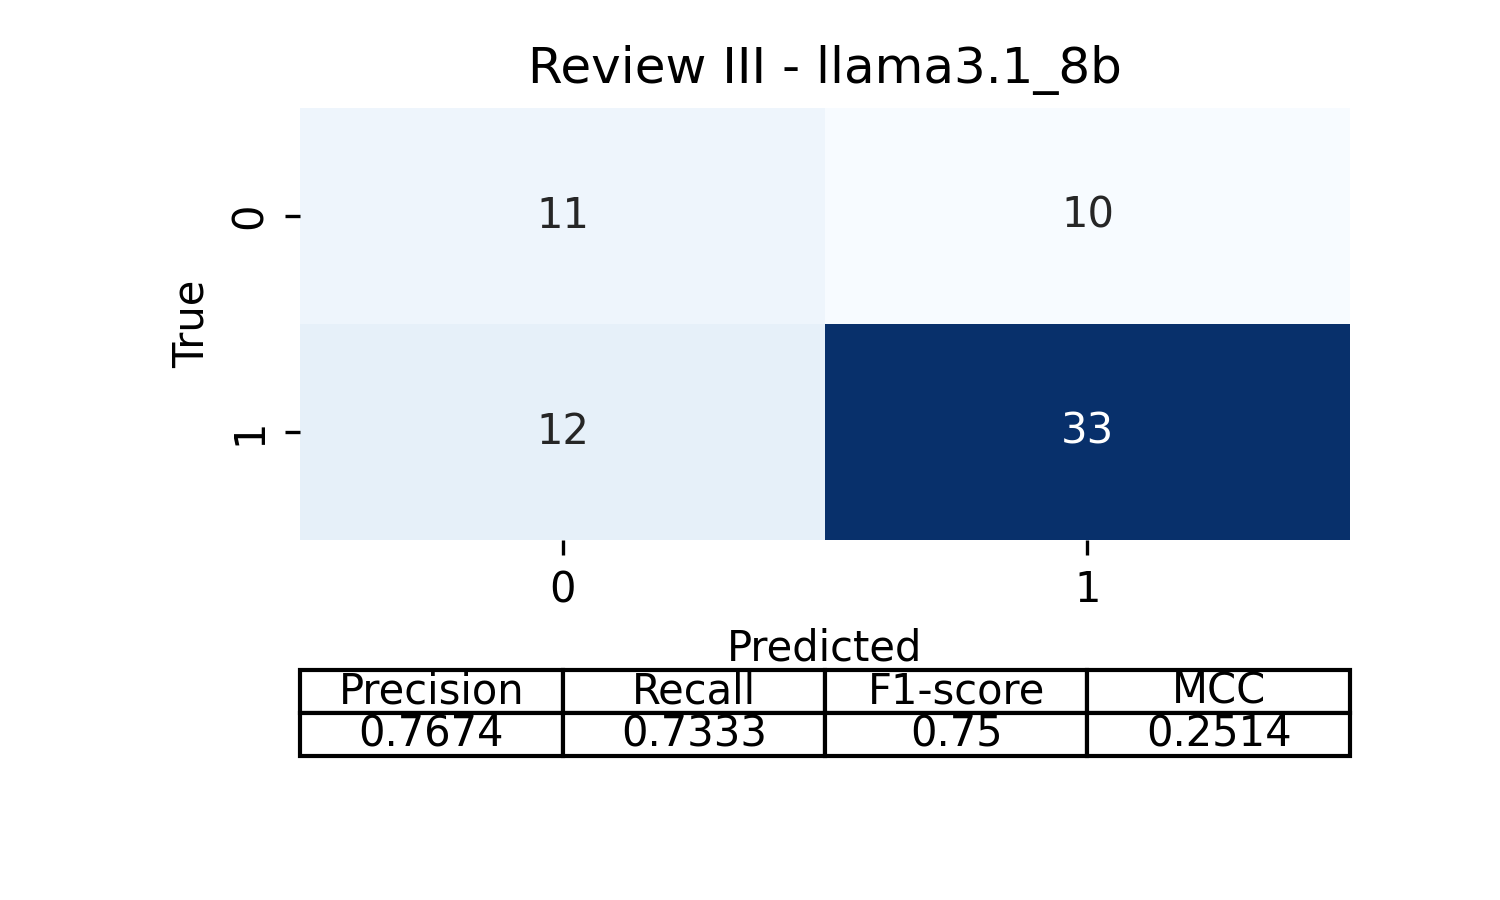 Review III - llama3.1_8b
11 10
0
True
12 33
1
0 1
Predicted
Precision Recall F1-score MCC
0.7674 0.7333 0.75 0.2514